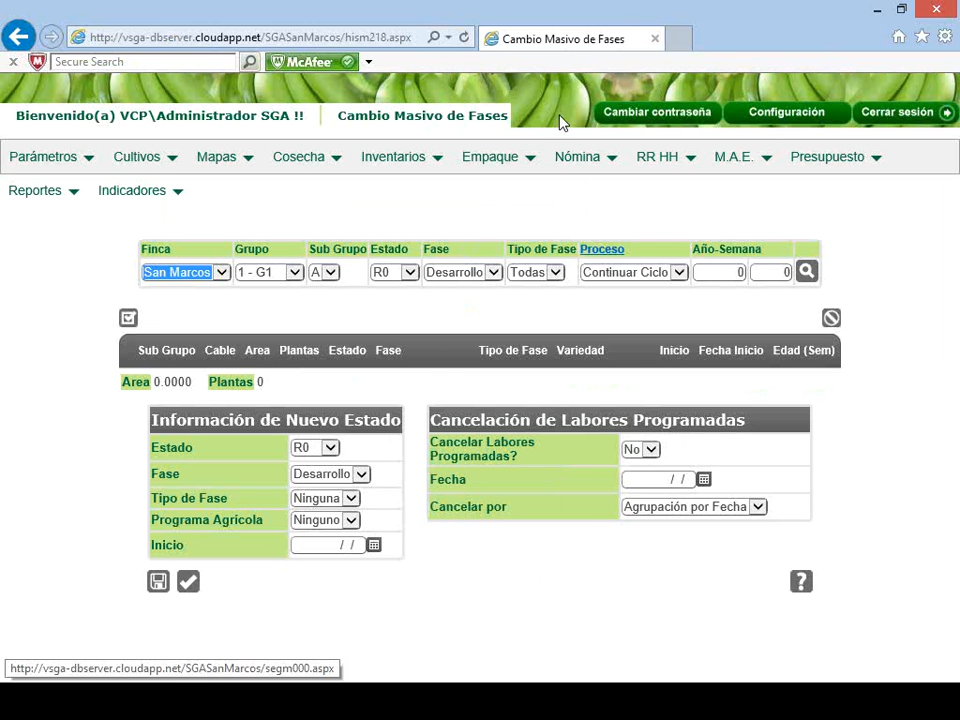 http://vsga-dbserver.cloudapp.net/SGASanMarcos/hism218.aspx
Cambio Masivo de Fases
Secure Search
McAfee
Bienvenido(a) VCP\Administrador SGA !!
Cambio Masivo de Fases
Cambiar contraseña
Configuración
Cerrar sesión
Parámetros Cultivos Mapas Cosecha Inventarios Empaque Nómina RR HH M.A.E. Presupuesto
Reportes Indicadores
Finca Grupo Sub Grupo Estado Fase Tipo de Fase Proceso Año-Semana
San Marcos 1 - G1 A R0 Desarrollo Todas Continuar Ciclo 0 0
Sub Grupo Cable Area Plantas Estado Fase Tipo de Fase Variedad Inicio Fecha Inicio Edad (Sem)
Area 0.0000 Plantas 0
Información de Nuevo Estado
Estado R0
Fase Desarrollo
Tipo de Fase Ninguna
Programa Agricola Ninguno
Inicio / /
Cancelación de Labores Programadas
Cancelar Labores
Programadas? No
Fecha / /
Cancelar por Agrupación por Fecha
?
http://vsga-dbserver.cloudapp.net/SGASanMarcos/segm000.aspx